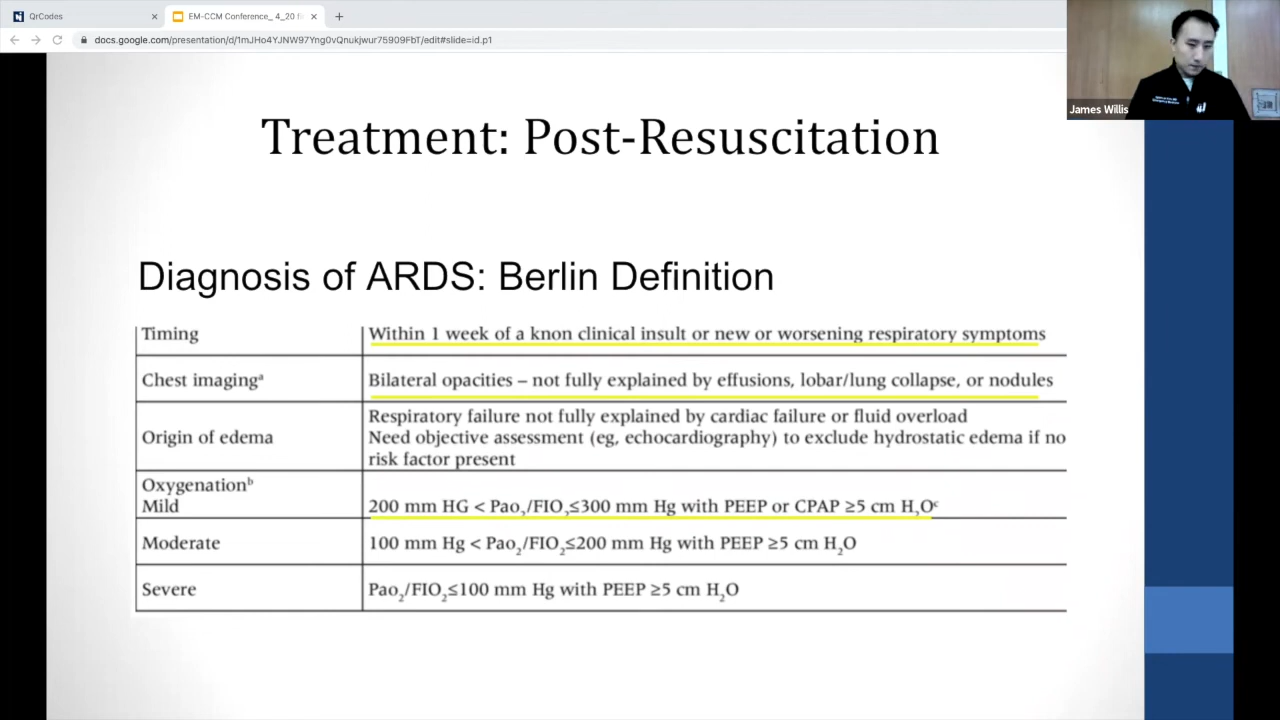 QrCodes
EM-CCM Conference_ 4_20 f
docs.google.com/presentation/d/1mJHo4YJNW97Yng0vQnukjwur75909FbT/edit#slide=id.p1
James Willis
Treatment: Post-Resuscitation
Diagnosis of ARDS: Berlin Definition
Timing Within 1 week of a knon clinical insult or new or worsening respiratory symptoms
Chest imagingᵃ Bilateral opacities – not fully explained by effusions, lobar/lung collapse, or nodules
Respiratory failure not fully explained by cardiac failure or fluid overload
Origin of edema Need objective assessment (eg, echocardiography) to exclude hydrostatic edema if no
risk factor present
Oxygenationᵇ
Mild 200 mm HG < Pao₂/FIO₂≤300 mm Hg with PEEP or CPAP ≥5 cm H₂Oᶜ
Moderate 100 mm Hg < Pao₂/FIO₂≤200 mm Hg with PEEP ≥5 cm H₂O
Severe Pao₂/FIO₂≤100 mm Hg with PEEP ≥5 cm H₂O